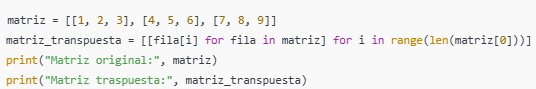 matriz = [[1, 2, 3], [4, 5, 6], [7, 8, 9]]
matriz_transpuesta = [[fila[i] for fila in matriz] for i in range(len(matriz[0]))]
print("Matriz original:", matriz)
print("Matriz traspuesta:", matriz_transpuesta)